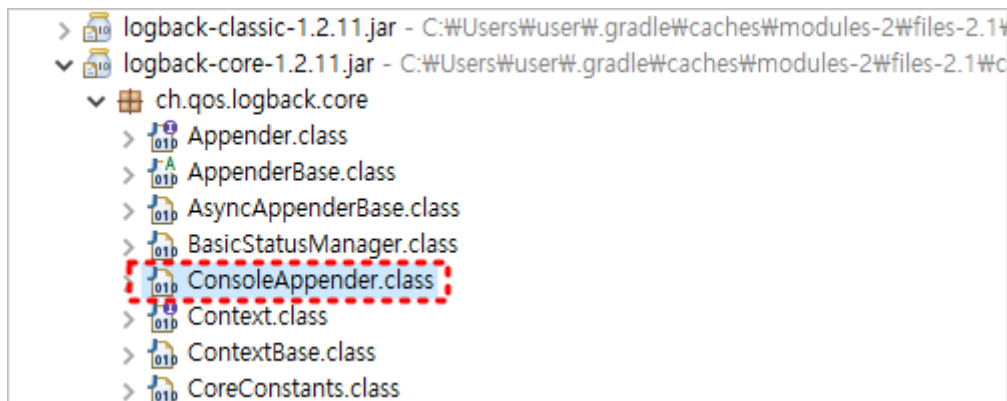 logback-classic-1.2.11.jar - C:₩Users₩user₩.gradle₩caches₩modules-2₩files-2.1₩
logback-core-1.2.11.jar - C:₩Users₩user₩.gradle₩caches₩modules-2₩files-2.1₩c
ch.qos.logback.core
Appender.class
AppenderBase.class
AsyncAppenderBase.class
BasicStatusManager.class
ConsoleAppender.class
Context.class
ContextBase.class
CoreConstants.class